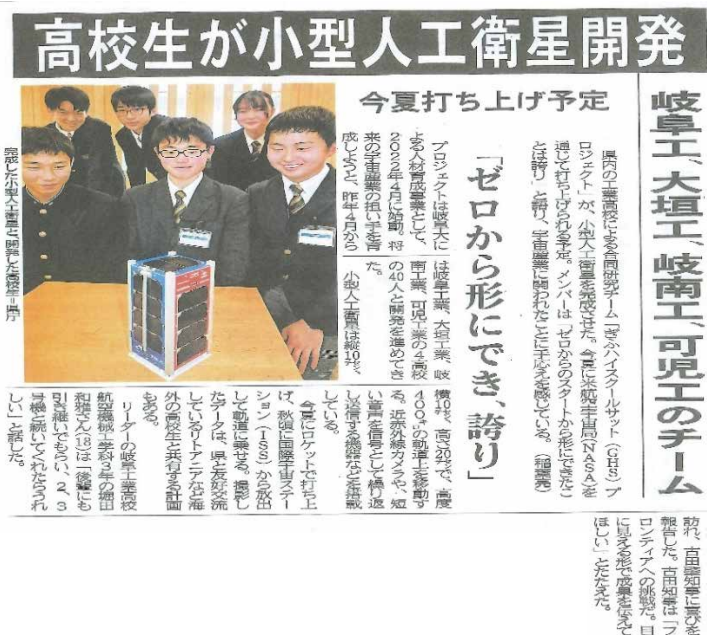 高校生が小型人工衛星開発
今夏打ち上げ予定
岐阜工、大垣工、岐南工、可児工のチーム
「ゼロから形にでき、誇り」
県内の工業高校による合同研究チーム「ぎふハイスクールサット（GHS）プ
ロジェクト」が、小型人工衛星を完成させた。今夏に米航空宇宙局（NASA）を
通じて打ち上げられる予定。メンバーは「ゼロからのスタートから形にできたこ
とは誇り」と語り、宇宙産業に関われたことに手応えを感じている。（稲葉亮）
プロジェクトは岐阜大に
よる人材育成事業として、
2022年4月に始動。将
来の宇宙産業の担い手を育
成しようと、昨年4月から
は岐阜工業、大垣工業、岐
南工業、可児工業の4高校
の40人と開発を進めてき
た。
小型人工衛星は縦10㌢、
横10㌢、高さ20㌢で、高度
400㌔の軌道上を移動す
る。近赤外線カメラや、短
い音声を信号として繰り返
し発信する機器などを搭載
している。
今夏にロケットで打ち上
げ、秋頃に国際宇宙ステー
ション（ISS）から放出
して軌道に乗せる。撮影し
たデータは、県と友好交流
しているリトアニアなど海
外の高校生と共有する計画
もある。
リーダーの岐阜工業高校
航空機械工学科3年の堀田
和雅さん(18)は「後輩にも
引き継いでもらい、2、3
号機と続いてくれたらうれ
しい」と話した。
訪れ、古田肇知事に喜びを
報告した。古田知事は「フ
ロンティアへの挑戦だ。目
に見える形で成果を伝えて
ほしい」とたたえた。
完成した小型人工衛星と、開発した高校生＝県庁